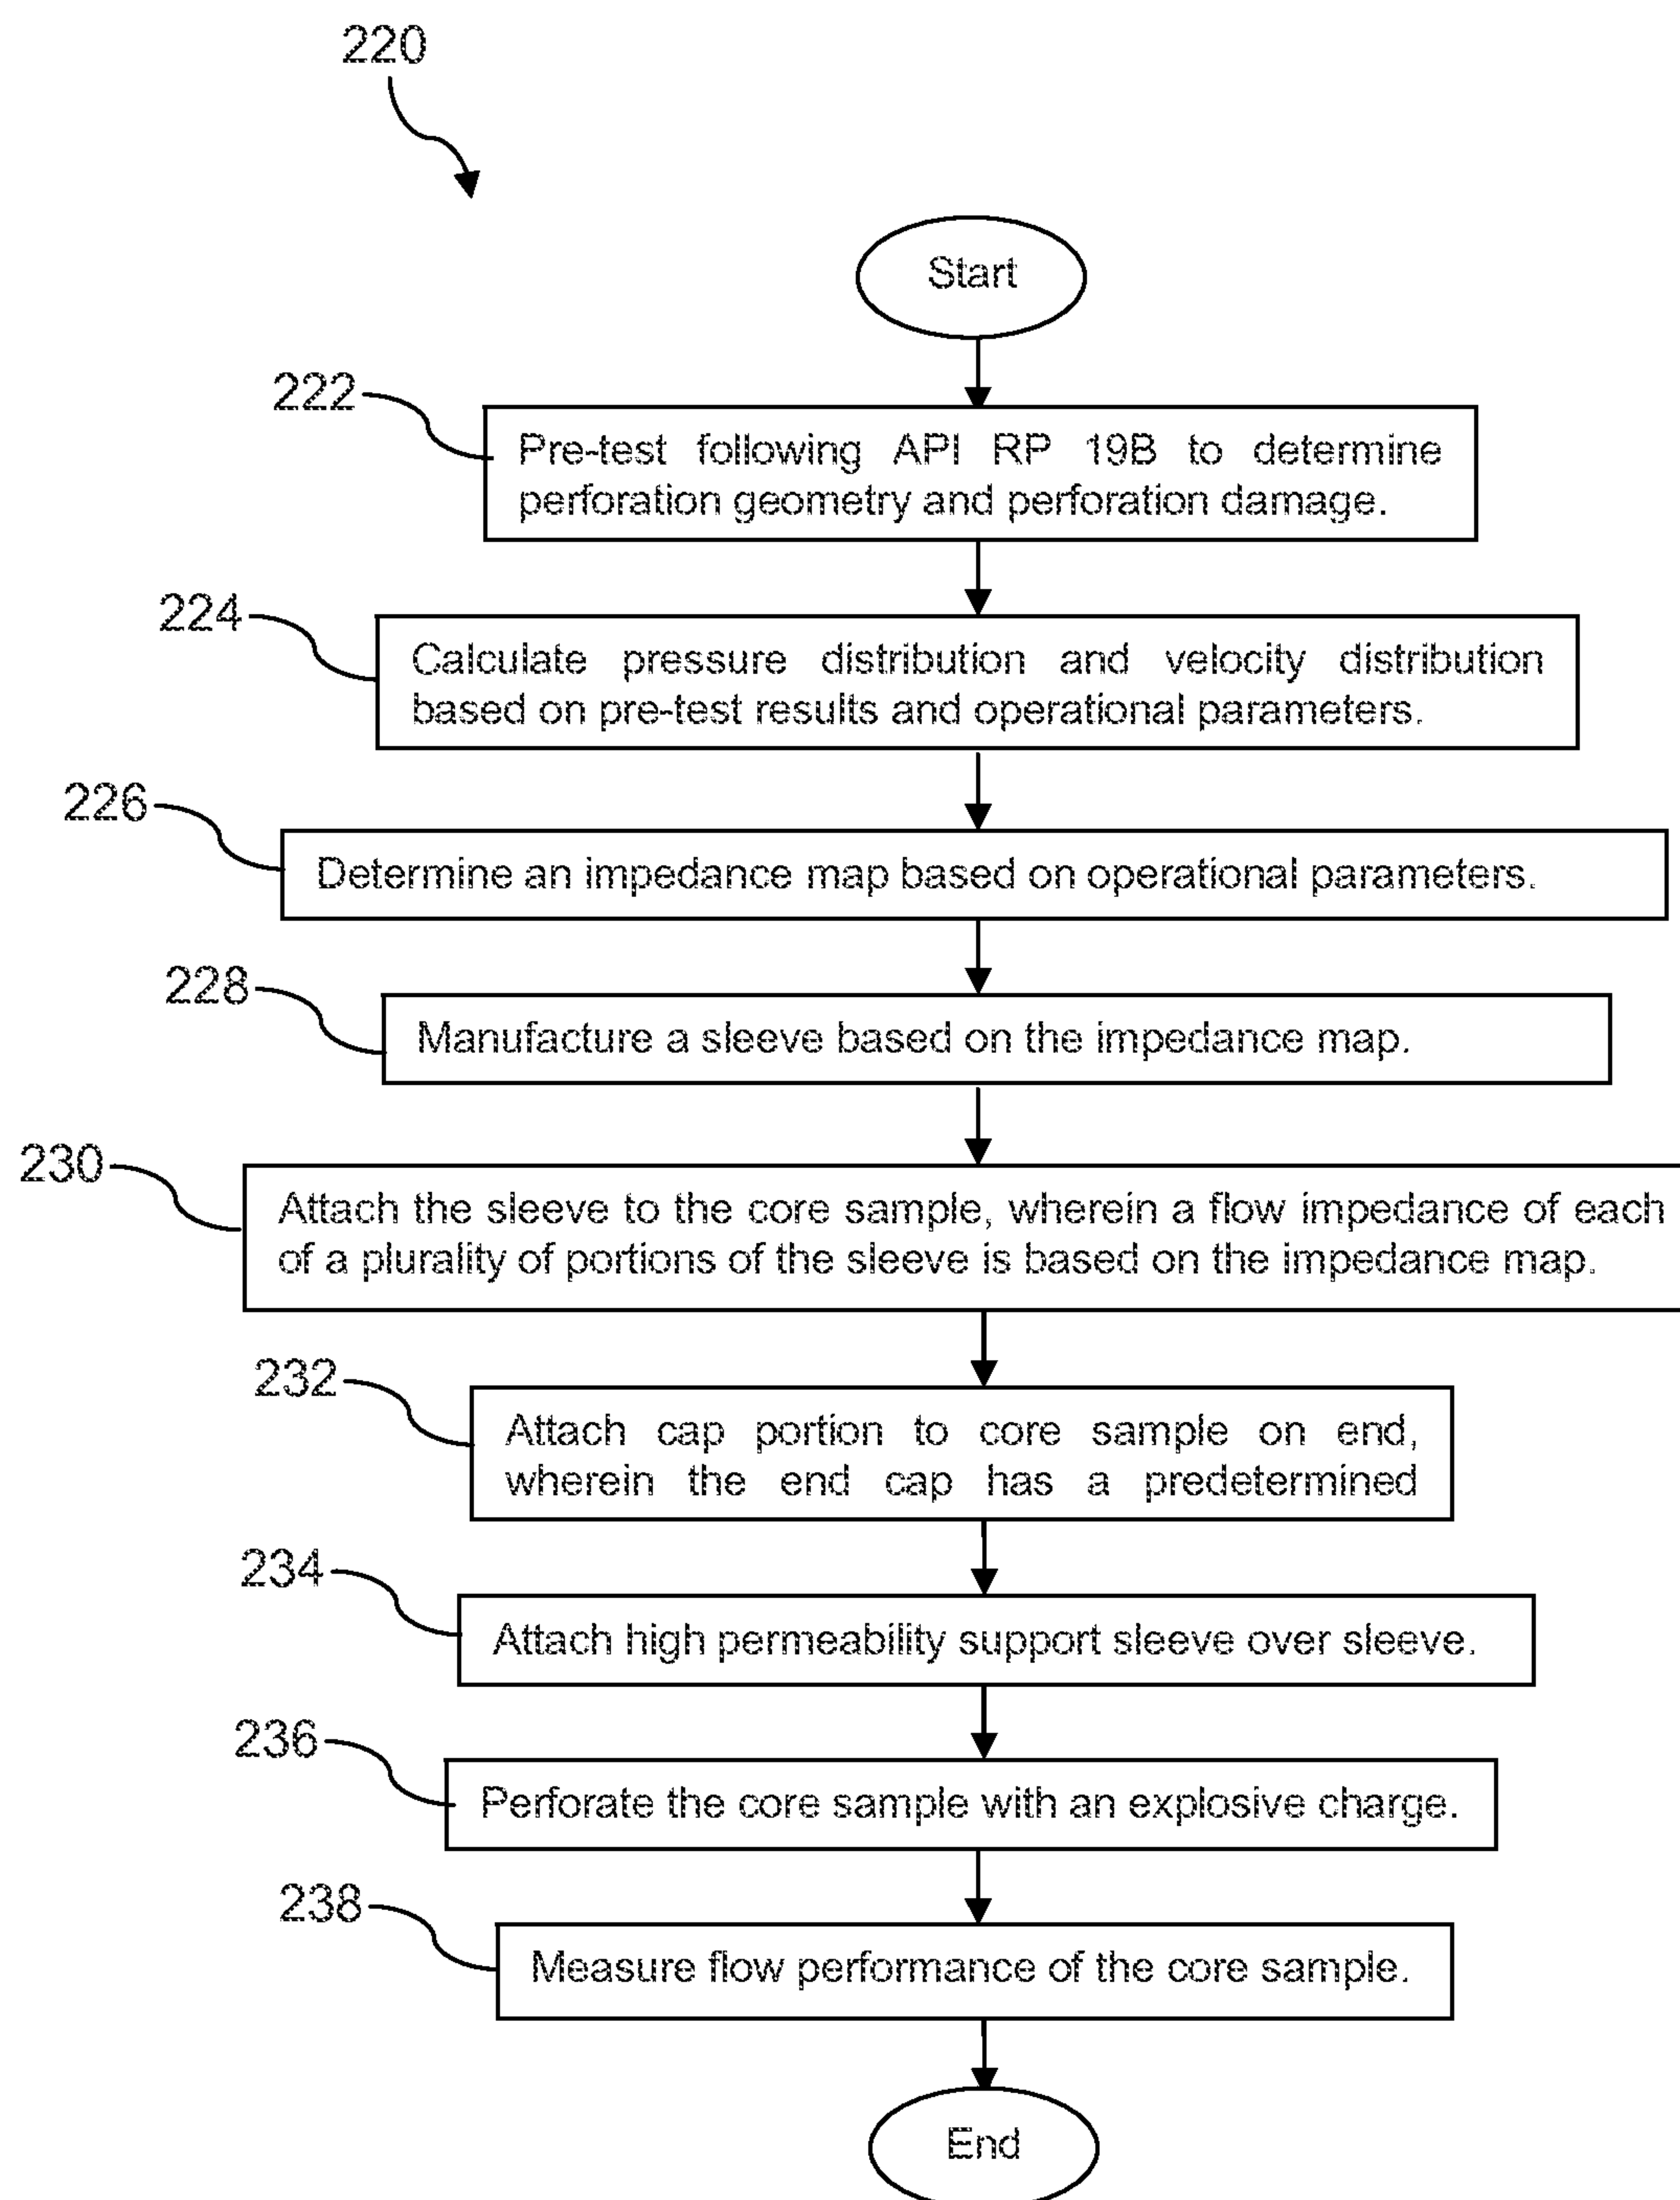 220
Start
222
Pre-test following API RP 19B to determine
perforation geometry and perforation damage.
224
Calculate pressure distribution and velocity distribution
based on pre-test results and operational parameters.
226
Determine an impedance map based on operational parameters.
228
Manufacture a sleeve based on the impedance map.
230
Attach the sleeve to the core sample, wherein a flow impedance of each
of a plurality of portions of the sleeve is based on the impedance map.
232
Attach cap portion to core sample on end,
wherein the end cap has a predetermined
234
Attach high permeability support sleeve over sleeve.
236
Perforate the core sample with an explosive charge.
238
Measure flow performance of the core sample.
End